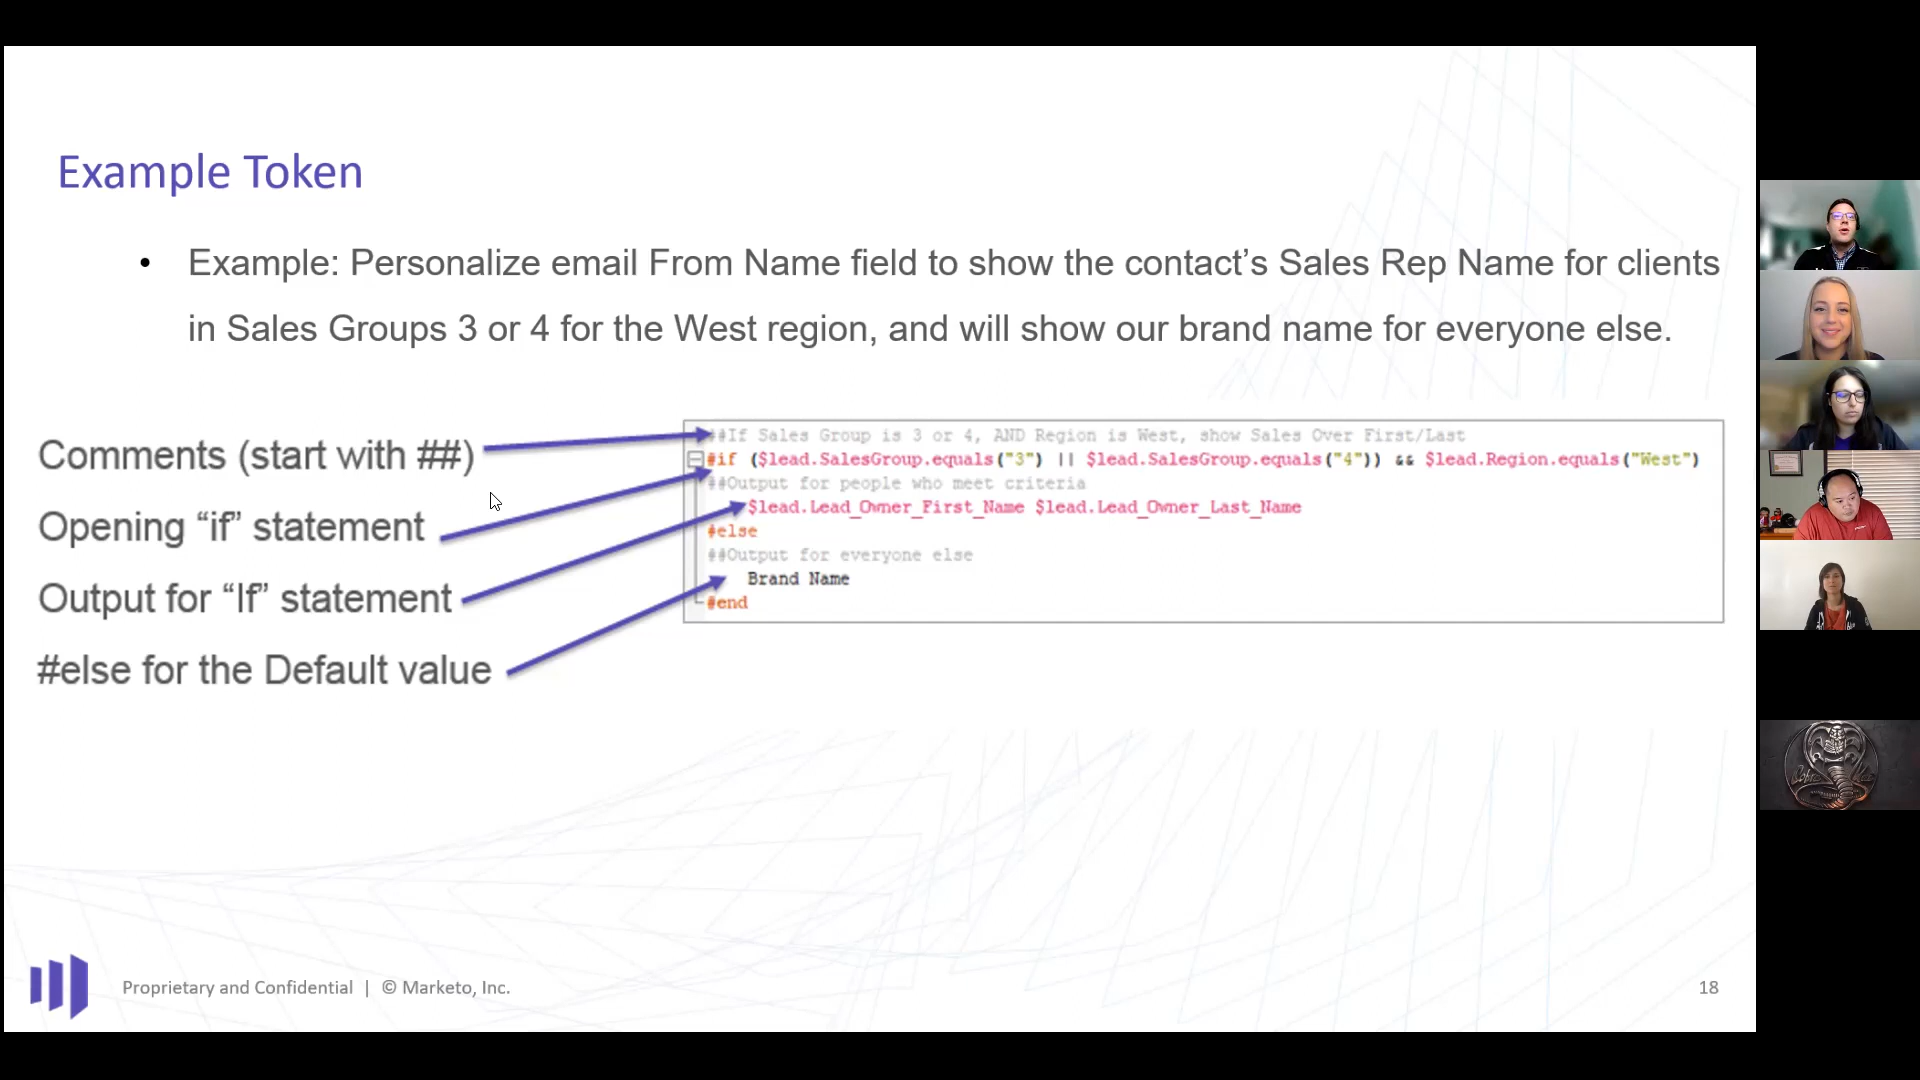 Example Token
• Example: Personalize email From Name field to show the contact’s Sales Rep Name for clients
in Sales Groups 3 or 4 for the West region, and will show our brand name for everyone else.
Comments (start with ##)
Opening “if” statement
Output for “If” statement
#else for the Default value
##If Sales Group is 3 or 4, AND Region is West, show Sales Over First/Last
#if ($lead.SalesGroup.equals("3") || $lead.SalesGroup.equals("4")) && $lead.Region.equals("West")
##Output for people who meet criteria
$lead.Lead_Owner_First_Name $lead.Lead_Owner_Last_Name
#else
##Output for everyone else
Brand Name
#end
Proprietary and Confidential | © Marketo, Inc.
18